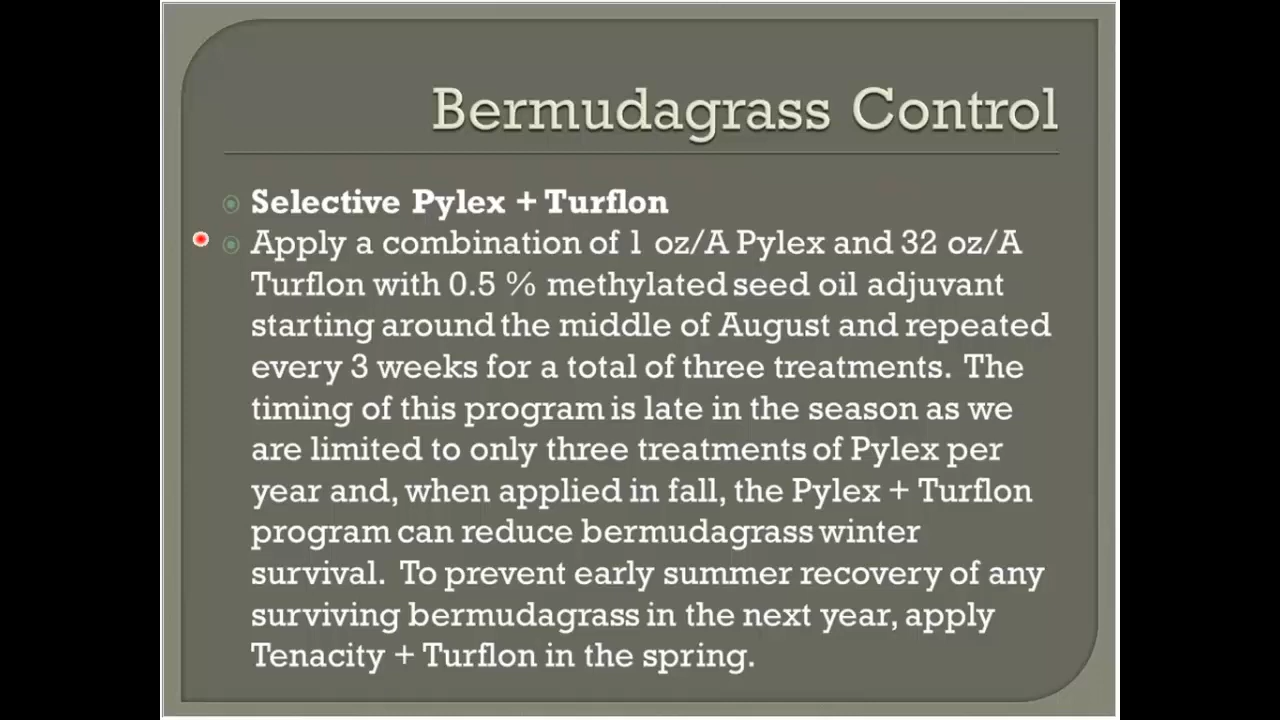 Bermudagrass Control
Selective Pylex + Turflon
Apply a combination of 1 oz/A Pylex and 32 oz/A
Turflon with 0.5 % methylated seed oil adjuvant
starting around the middle of August and repeated
every 3 weeks for a total of three treatments. The
timing of this program is late in the season as we
are limited to only three treatments of Pylex per
year and, when applied in fall, the Pylex + Turflon
program can reduce bermudagrass winter
survival. To prevent early summer recovery of any
surviving bermudagrass in the next year, apply
Tenacity + Turflon in the spring.